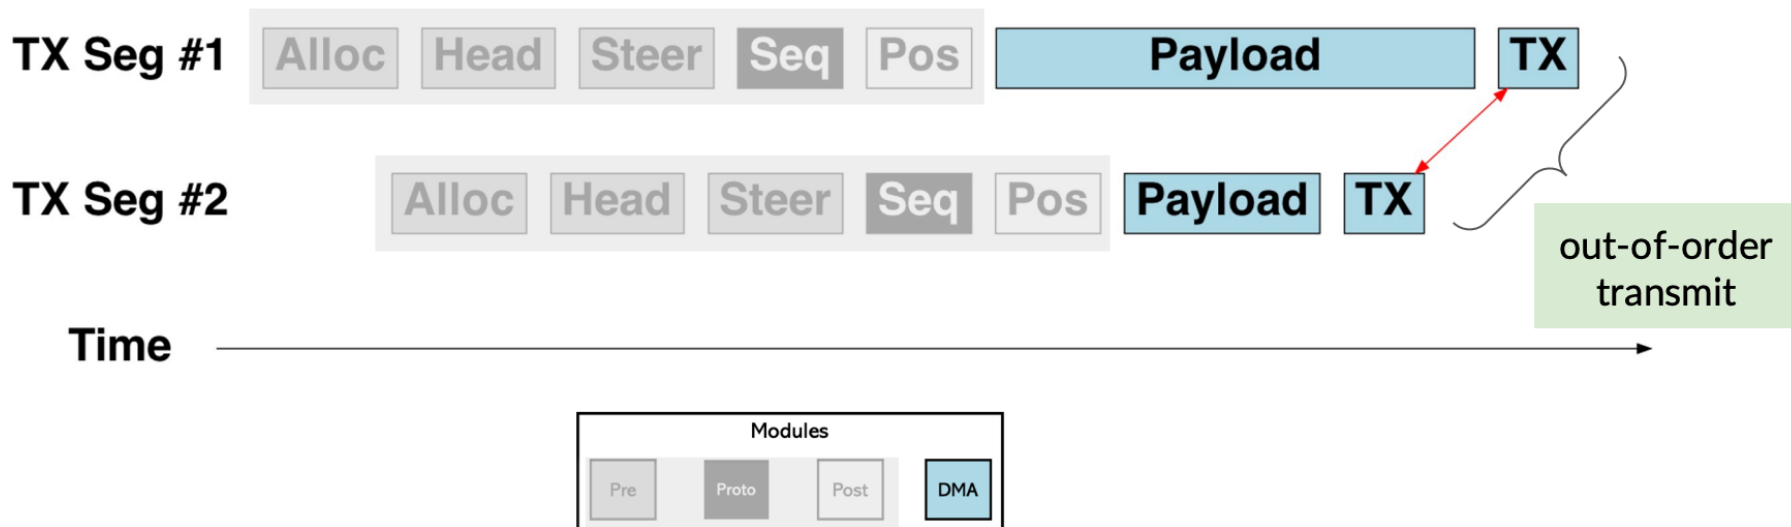 TX Seg #1 Alloc Head Steer Seq Pos Payload TX
TX Seg #2 Alloc Head Steer Seq Pos Payload TX
out-of-order
transmit
Time
Modules
Pre Proto Post DMA